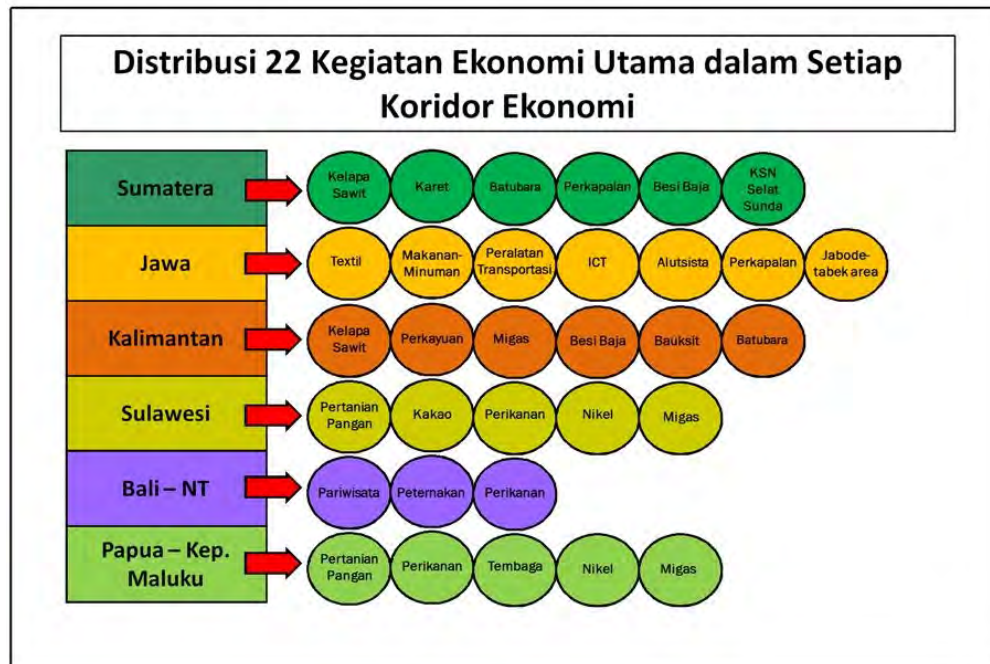 Distribusi 22 Kegiatan Ekonomi Utama dalam Setiap
Koridor Ekonomi
Sumatera
Kelapa
Sawit
Karet
Batubara
Perkapalan
Besi Baja
KSN
Selat
Sunda
Jawa
Textil
Makanan-
Minuman
Peralatan
Transportasi
ICT
Alutsista
Perkapalan
Jabode-
tabek area
Kalimantan
Kelapa
Sawit
Perkayuan
Migas
Besi Baja
Bauksit
Batubara
Sulawesi
Pertanian
Pangan
Kakao
Perikanan
Nikel
Migas
Bali – NT
Pariwisata
Peternakan
Perikanan
Papua – Kep.
Maluku
Pertanian
Pangan
Perikanan
Tembaga
Nikel
Migas